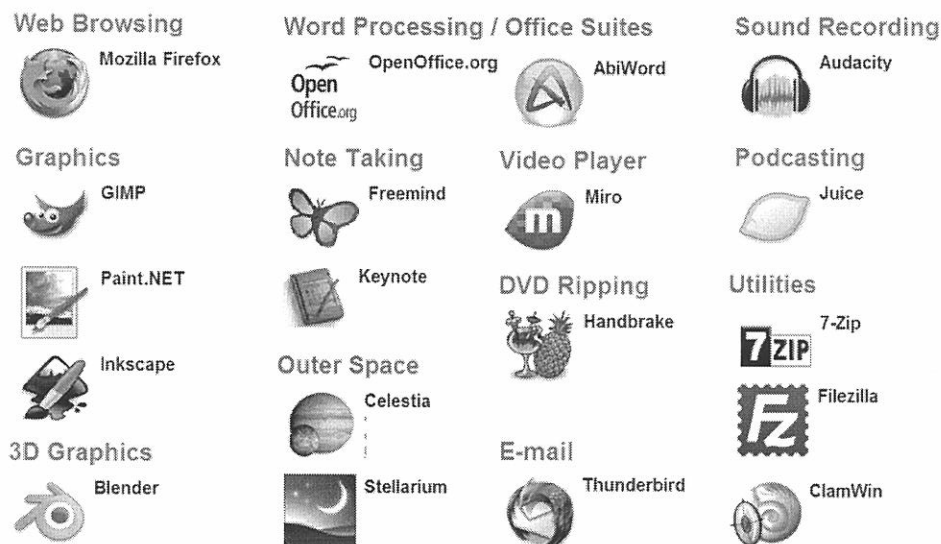 Web Browsing
Mozilla Firefox
Word Processing / Office Suites
OpenOffice.org
Open
Office.org
AbiWord
Sound Recording
Audacity
Graphics
GIMP
Paint.NET
Inkscape
Note Taking
Freemind
Keynote
Video Player
m
Miro
Podcasting
Juice
DVD Ripping
Handbrake
Utilities
7ZIP
7-Zip
Fz
Filezilla
ClamWin
Outer Space
Celestia
Stellarium
3D Graphics
Blender
E-mail
Thunderbird